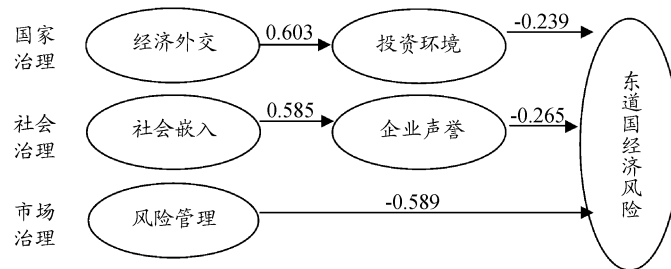 国家
治理
经济外交
0.603
投资环境
-0.239
社会
治理
社会嵌入
0.585
企业声誉
-0.265
市场
治理
风险管理
-0.589
东道国经济风险